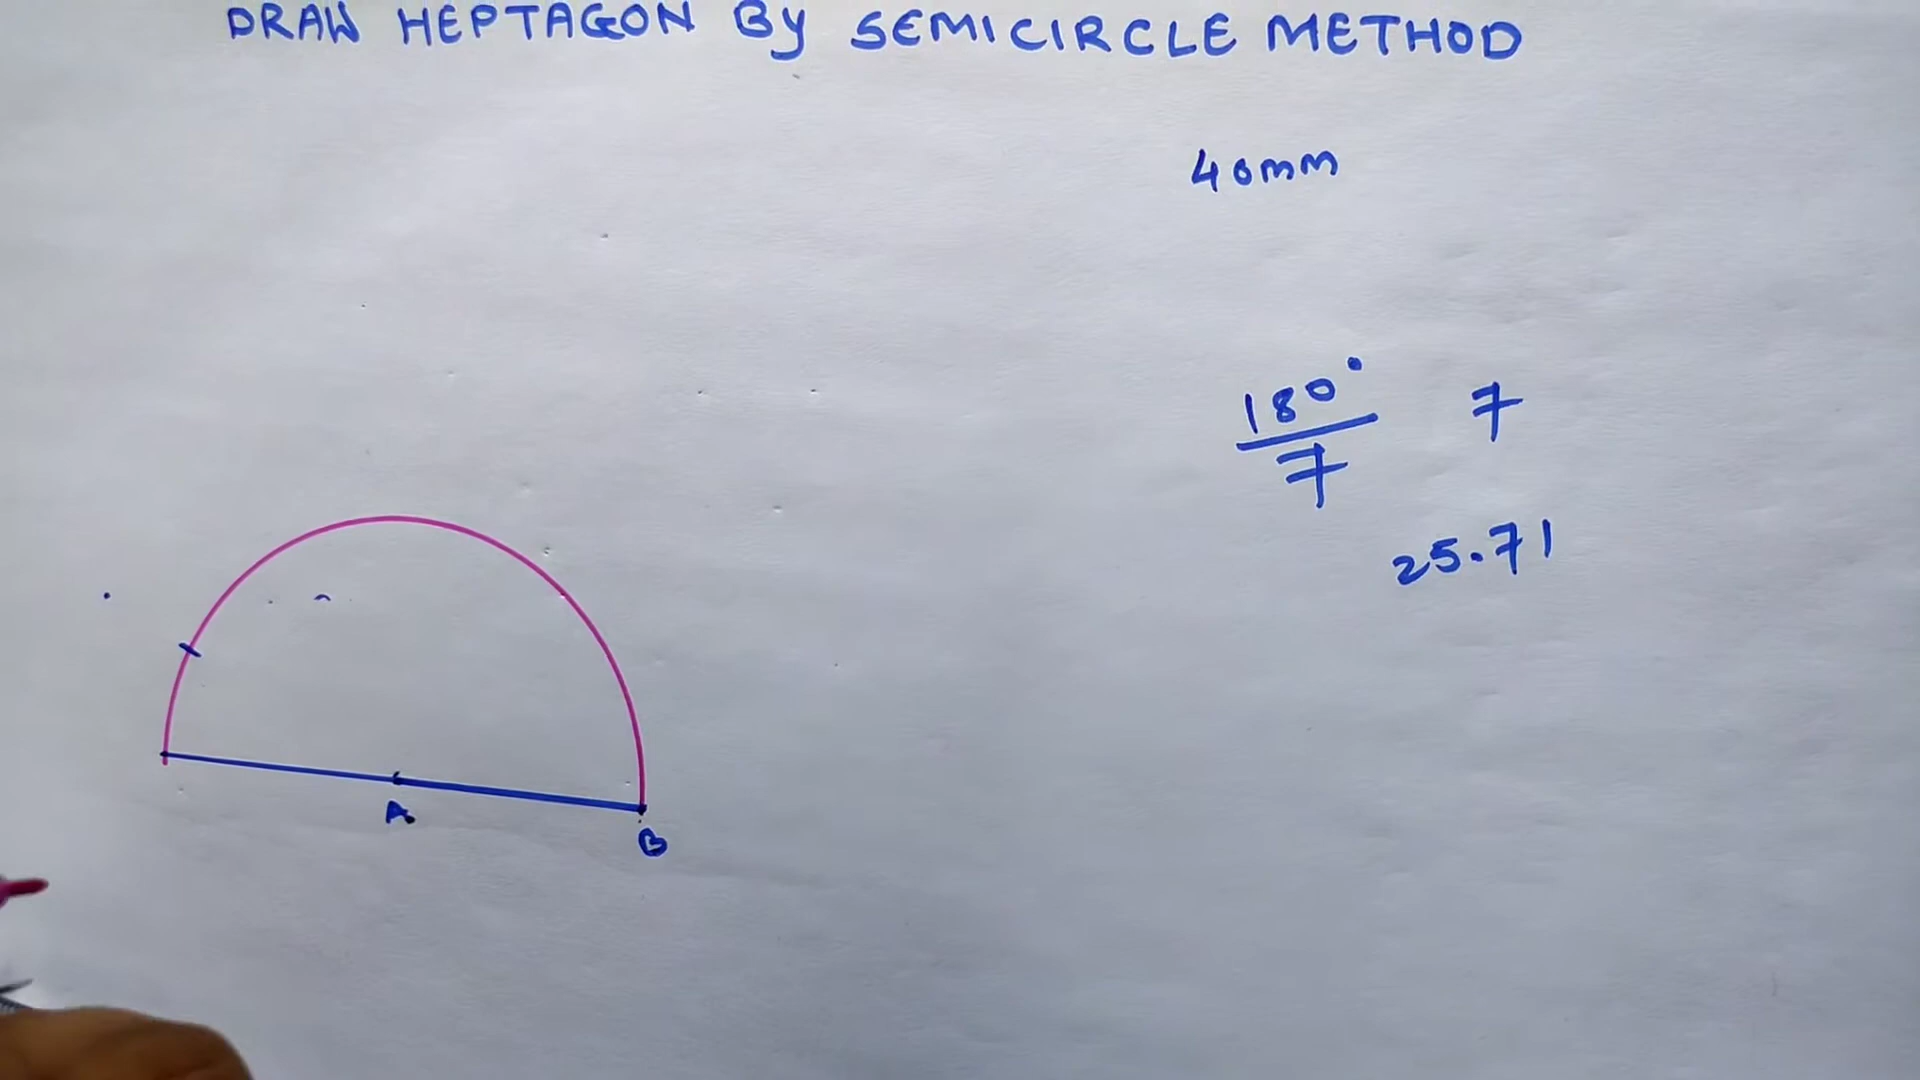 DRAW HEPTAGON By SEMICIRCLE METHOD
40mm
180°
7
7
25.71
A
B